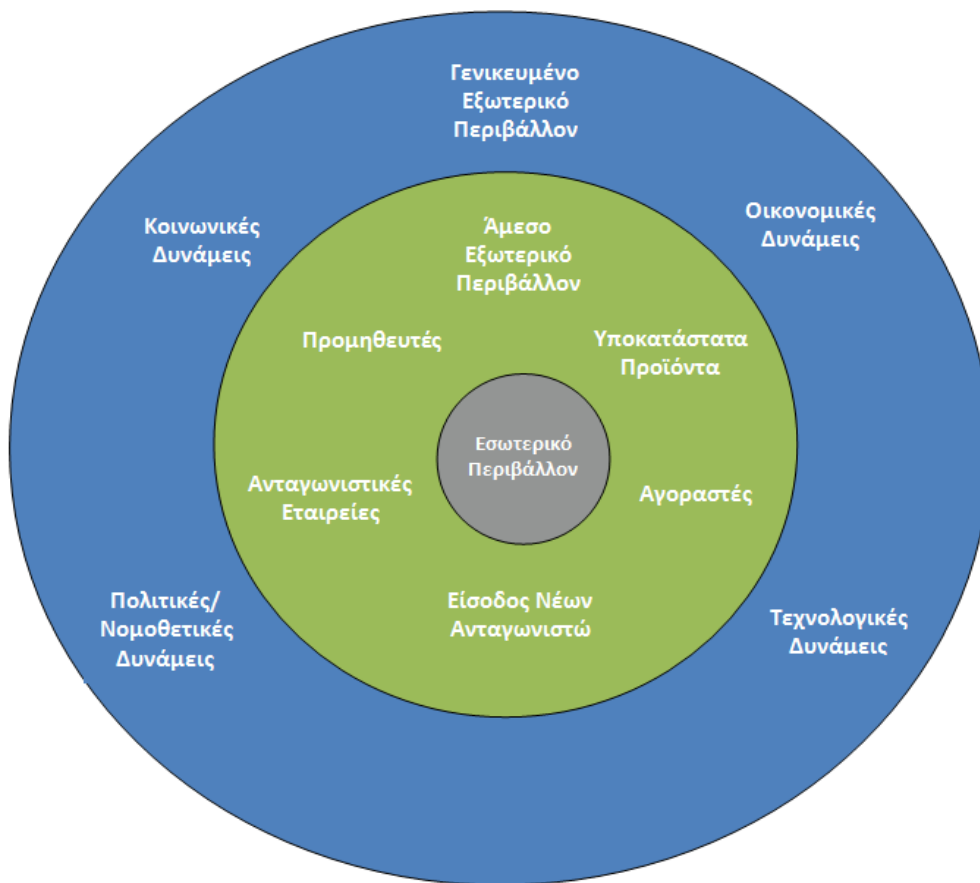 Γενικευμένο
Εξωτερικό
Περιβάλλον
Κοινωνικές
Δυνάμεις
Οικονομικές
Δυνάμεις
Άμεσο
Εξωτερικό
Περιβάλλον
Προμηθευτές
Υποκατάστατα
Προϊόντα
Εσωτερικό
Περιβάλλον
Ανταγωνιστικές
Εταιρείες
Αγοραστές
Είσοδος Νέων
Ανταγωνιστώ
Πολιτικές/
Νομοθετικές
Δυνάμεις
Τεχνολογικές
Δυνάμεις